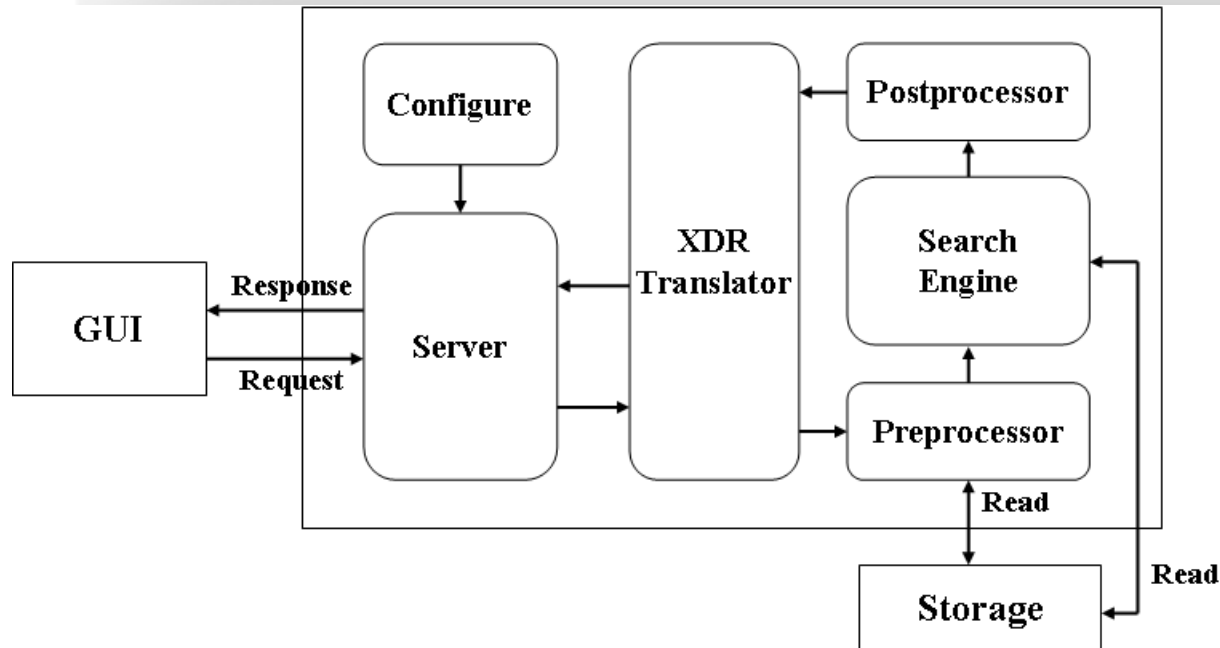 Configure
Postprocessor
XDR
Translator
Search
Engine
Response
GUI
Server
Request
Preprocessor
Read
Read
Storage